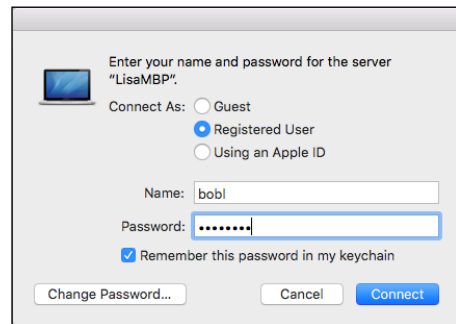 Enter your name and password for the server
“LisaMBP”.
Connect As: Guest
Registered User
Using an Apple ID
Name: bobl
Password: ••••••••
Remember this password in my keychain
Change Password... Cancel Connect